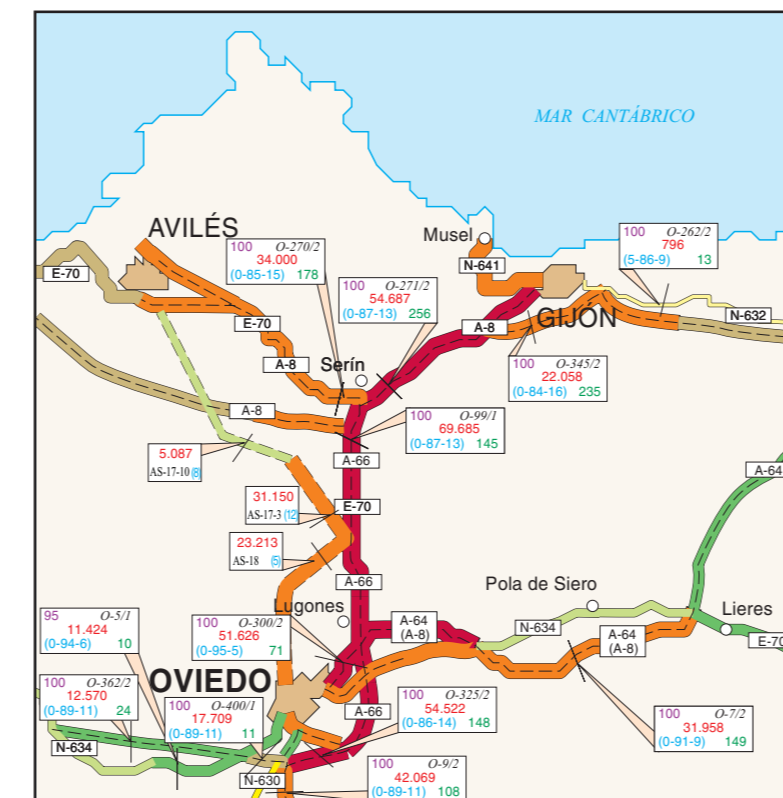 MAR CANTÁBRICO
AVILÉS
Musel
100 O-262/2
796
(5-86-9) 13
100 O-270/2
34.000
(0-85-15) 178
E-70
N-641
100 O-271/2
54.687
(0-87-13) 256
N-632
E-70
A-8
GIJÓN
A-8
Serín
100 O-345/2
22.058
(0-84-16) 235
A-8
100 O-99/1
69.685
(0-87-13) 145
5.087
AS-17-10 (8)
A-66
A-64
31.150
AS-17-3 (12)
E-70
23.213
AS-18 (5)
A-66
Pola de Siero
Lugones
Lieres
95 O-5/1
11.424
(0-94-6) 10
100 O-300/2
51.626
(0-95-5) 71
A-64
(A-8)
N-634
A-64
(A-8)
E-70
OVIEDO
100 O-362/2
12.570
(0-89-11) 24
100 O-400/1
17.709
(0-89-11) 11
100 O-325/2
54.522
(0-86-14) 148
A-66
100 O-7/2
31.958
(0-91-9) 149
N-634
N-630
100 O-9/2
42.069
(0-89-11) 108